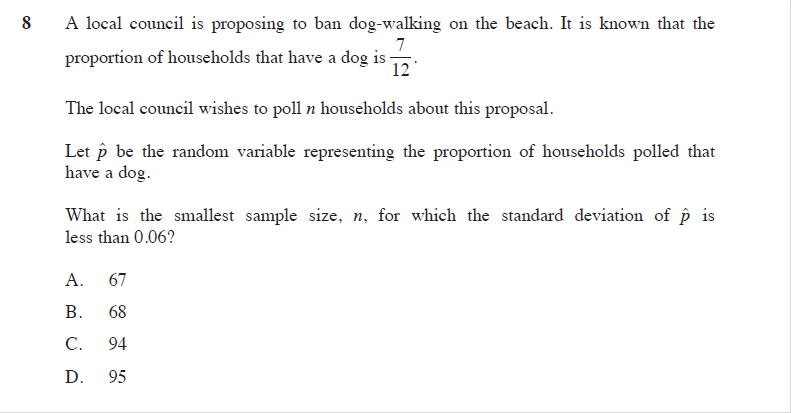 8 A local council is proposing to ban dog-walking on the beach. It is known that the
proportion of households that have a dog is 7/12.
The local council wishes to poll n households about this proposal.
Let p̂ be the random variable representing the proportion of households polled that
have a dog.
What is the smallest sample size, n, for which the standard deviation of p̂ is
less than 0.06?
A. 67
B. 68
C. 94
D. 95